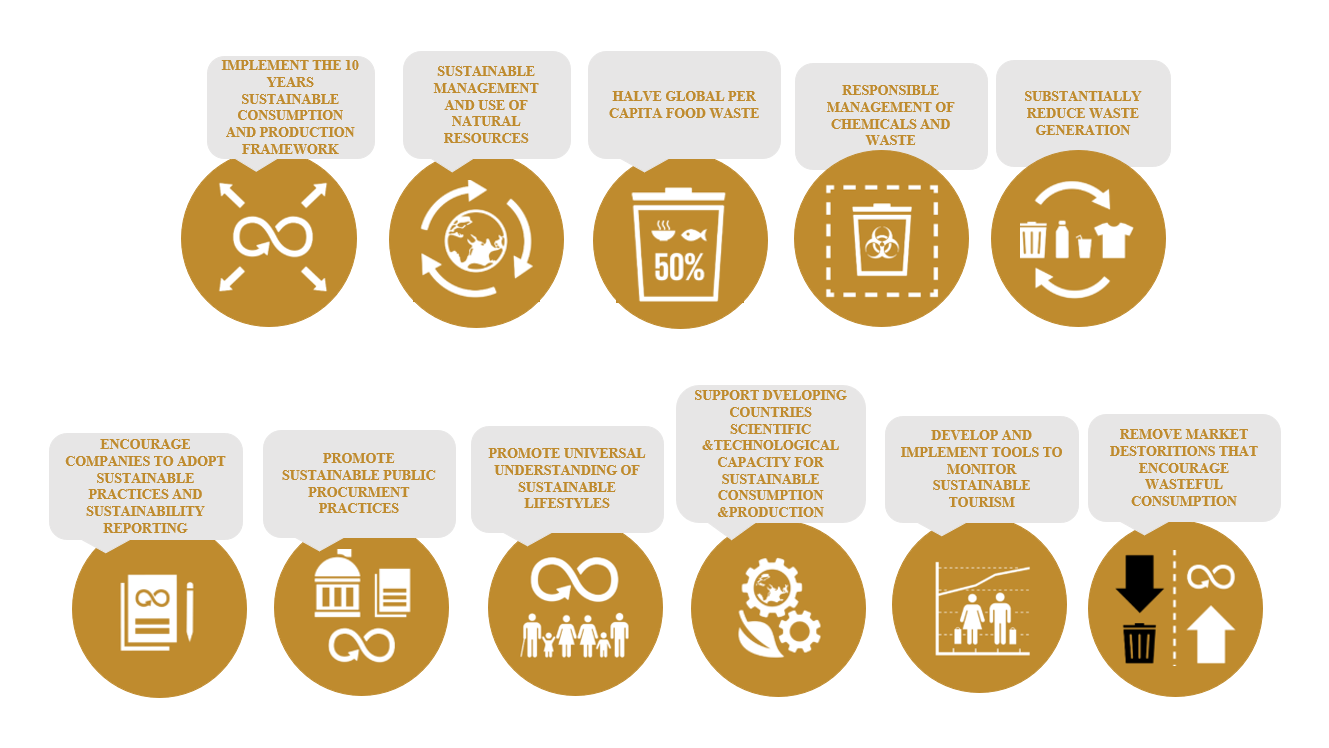 IMPLEMENT THE 10
YEARS
SUSTAINABLE
CONSUMPTION
AND PRODUCTION
FRAMEWORK
SUSTAINABLE
MANAGEMENT
AND USE OF
NATURAL
RESOURCES
HALVE GLOBAL PER
CAPITA FOOD WASTE
50%
RESPONSIBLE
MANAGEMENT OF
CHEMICALS AND
WASTE
SUBSTANTIALLY
REDUCE WASTE
GENERATION
ENCOURAGE
COMPANIES TO ADOPT
SUSTAINABLE
PRACTICES AND
SUSTAINABILITY
REPORTING
PROMOTE
SUSTAINABLE PUBLIC
PROCURMENT
PRACTICES
PROMOTE UNIVERSAL
UNDERSTANDING OF
SUSTAINABLE
LIFESTYLES
SUPPORT DVELOPING
COUNTRIES
SCIENTIFIC
&TECHNOLOGICAL
CAPACITY FOR
SUSTAINABLE
CONSUMPTION
&PRODUCTION
DEVELOP AND
IMPLEMENT TOOLS TO
MONITOR
SUSTAINABLE
TOURISM
REMOVE MARKET
DESTORITIONS THAT
ENCOURAGE
WASTEFUL
CONSUMPTION